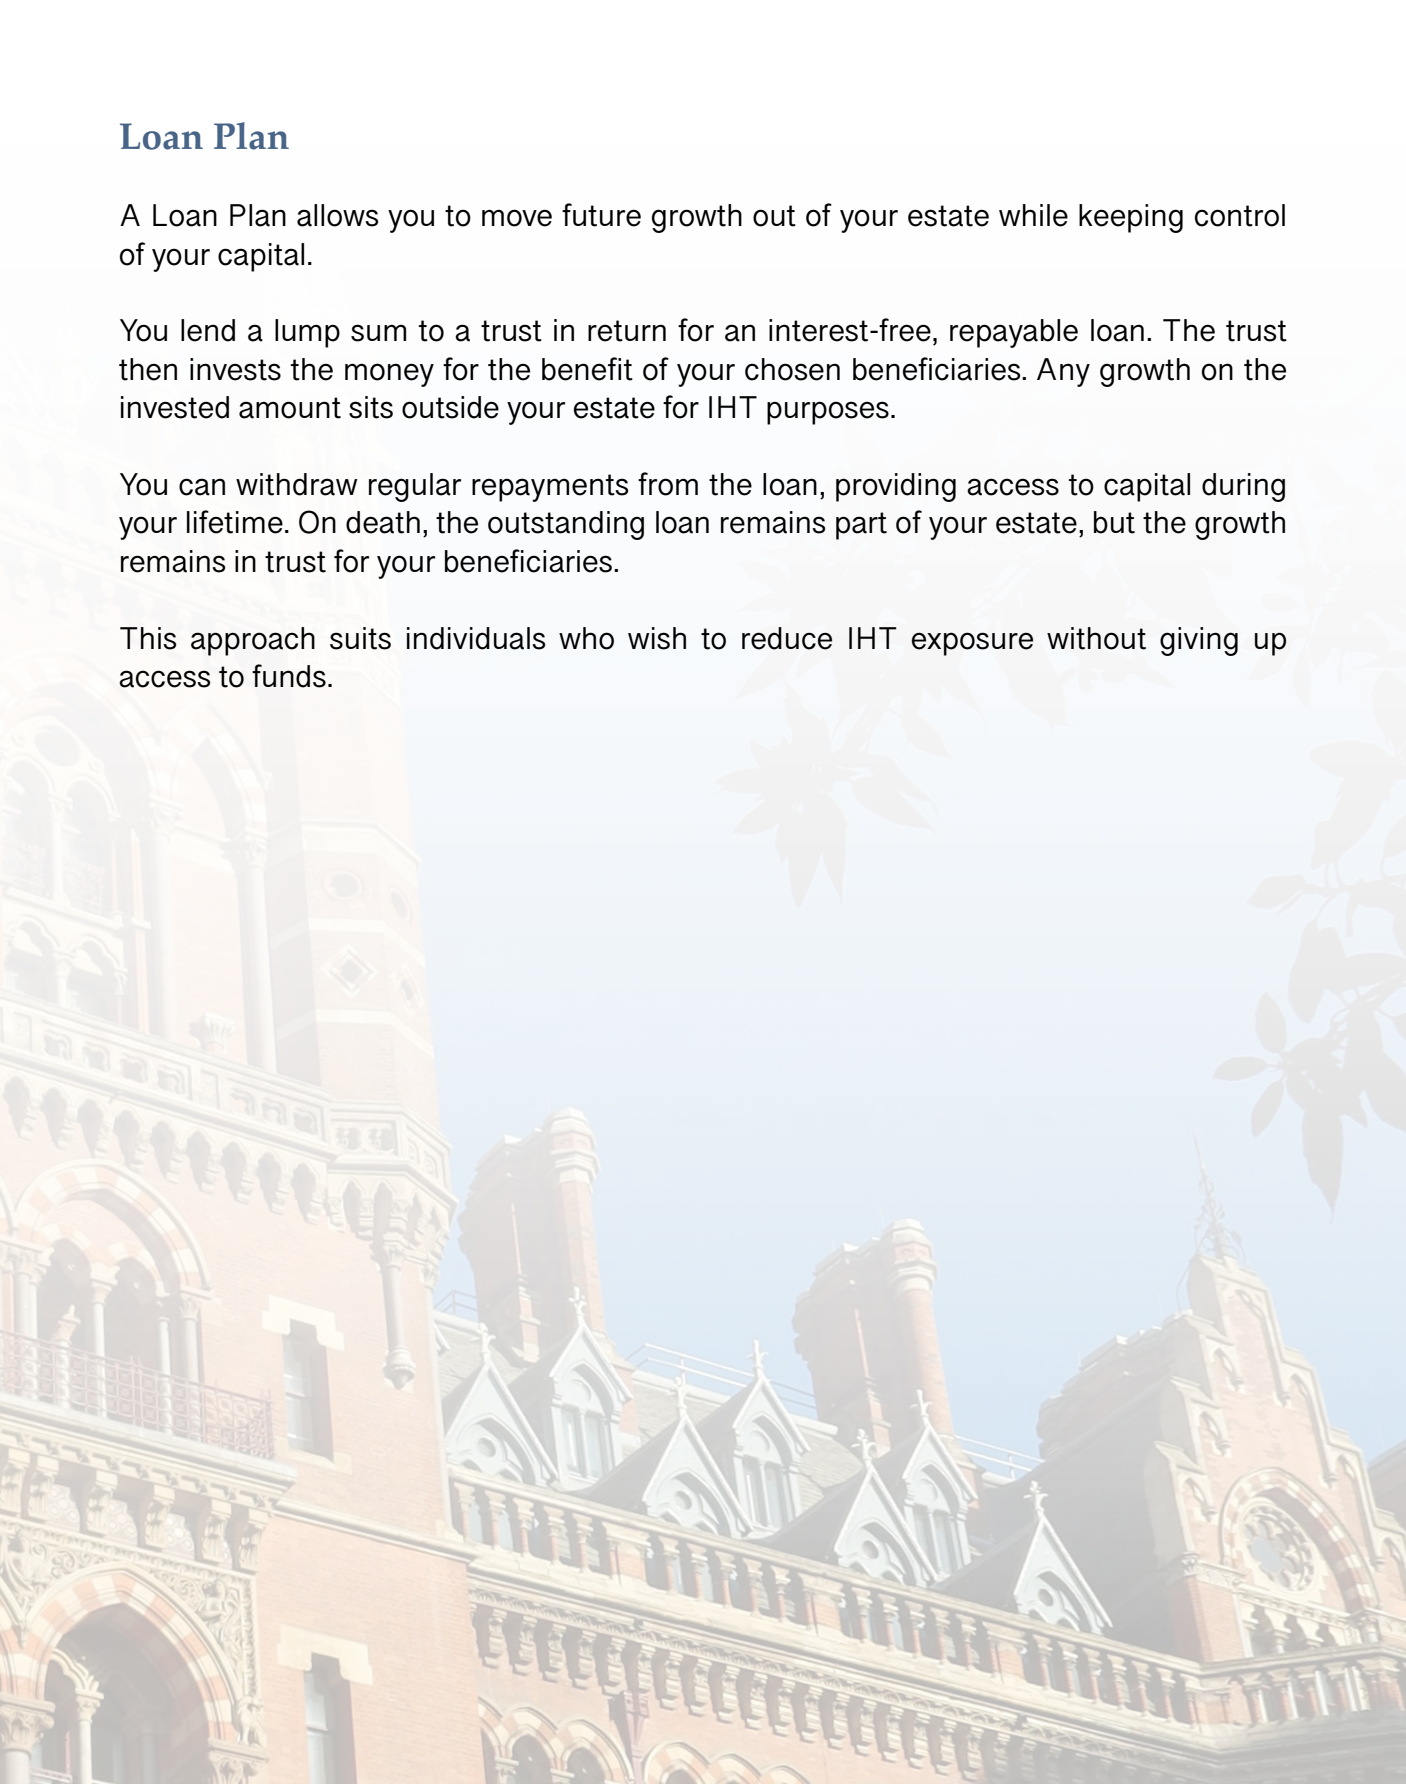 Loan Plan
A Loan Plan allows you to move future growth out of your estate while keeping control
of your capital.
You lend a lump sum to a trust in return for an interest-free, repayable loan. The trust
then invests the money for the benefit of your chosen beneficiaries. Any growth on the
invested amount sits outside your estate for IHT purposes.
You can withdraw regular repayments from the loan, providing access to capital during
your lifetime. On death, the outstanding loan remains part of your estate, but the growth
remains in trust for your beneficiaries.
This approach suits individuals who wish to reduce IHT exposure without giving up
access to funds.